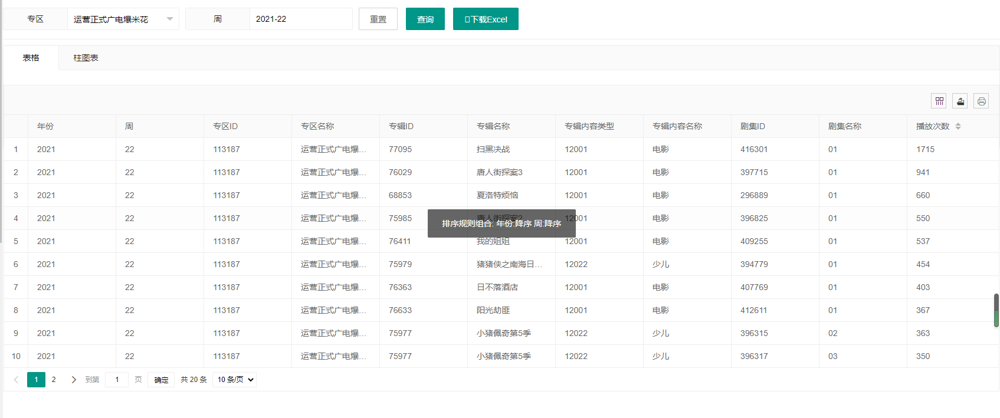 专区 运营正式广电爆米花 周 2021-22 重置 查询 下载Excel
表格 柱图表
年份 周 专区ID 专区名称 专辑ID 专辑名称 专辑内容类型 专辑内容名称 剧集ID 剧集名称 播放次数
1 2021 22 113187 运营正式广电爆... 77095 扫黑决战 12001 电影 416301 01 1715
2 2021 22 113187 运营正式广电爆... 76029 唐人街探案3 12001 电影 397715 01 941
3 2021 22 113187 运营正式广电爆... 68853 夏洛特烦恼 12001 电影 296889 01 660
4 2021 22 113187 运营正式广电爆... 75985 唐人街探案2 12001 电影 396825 01 550
排序规则组合: 年份:降序 周:降序
5 2021 22 113187 运营正式广电爆... 76411 我的姐姐 12001 电影 409255 01 537
6 2021 22 113187 运营正式广电爆... 75979 猪猪侠之南海日... 12022 少儿 394779 01 454
7 2021 22 113187 运营正式广电爆... 76363 日不落酒店 12001 电影 407769 01 403
8 2021 22 113187 运营正式广电爆... 76633 阳光劫匪 12001 电影 412611 01 367
9 2021 22 113187 运营正式广电爆... 75977 小猪佩奇第5季 12022 少儿 396315 02 363
10 2021 22 113187 运营正式广电爆... 75977 小猪佩奇第5季 12022 少儿 396317 03 350
1 2 到第 1 页 确定 共 20 条 10 条/页